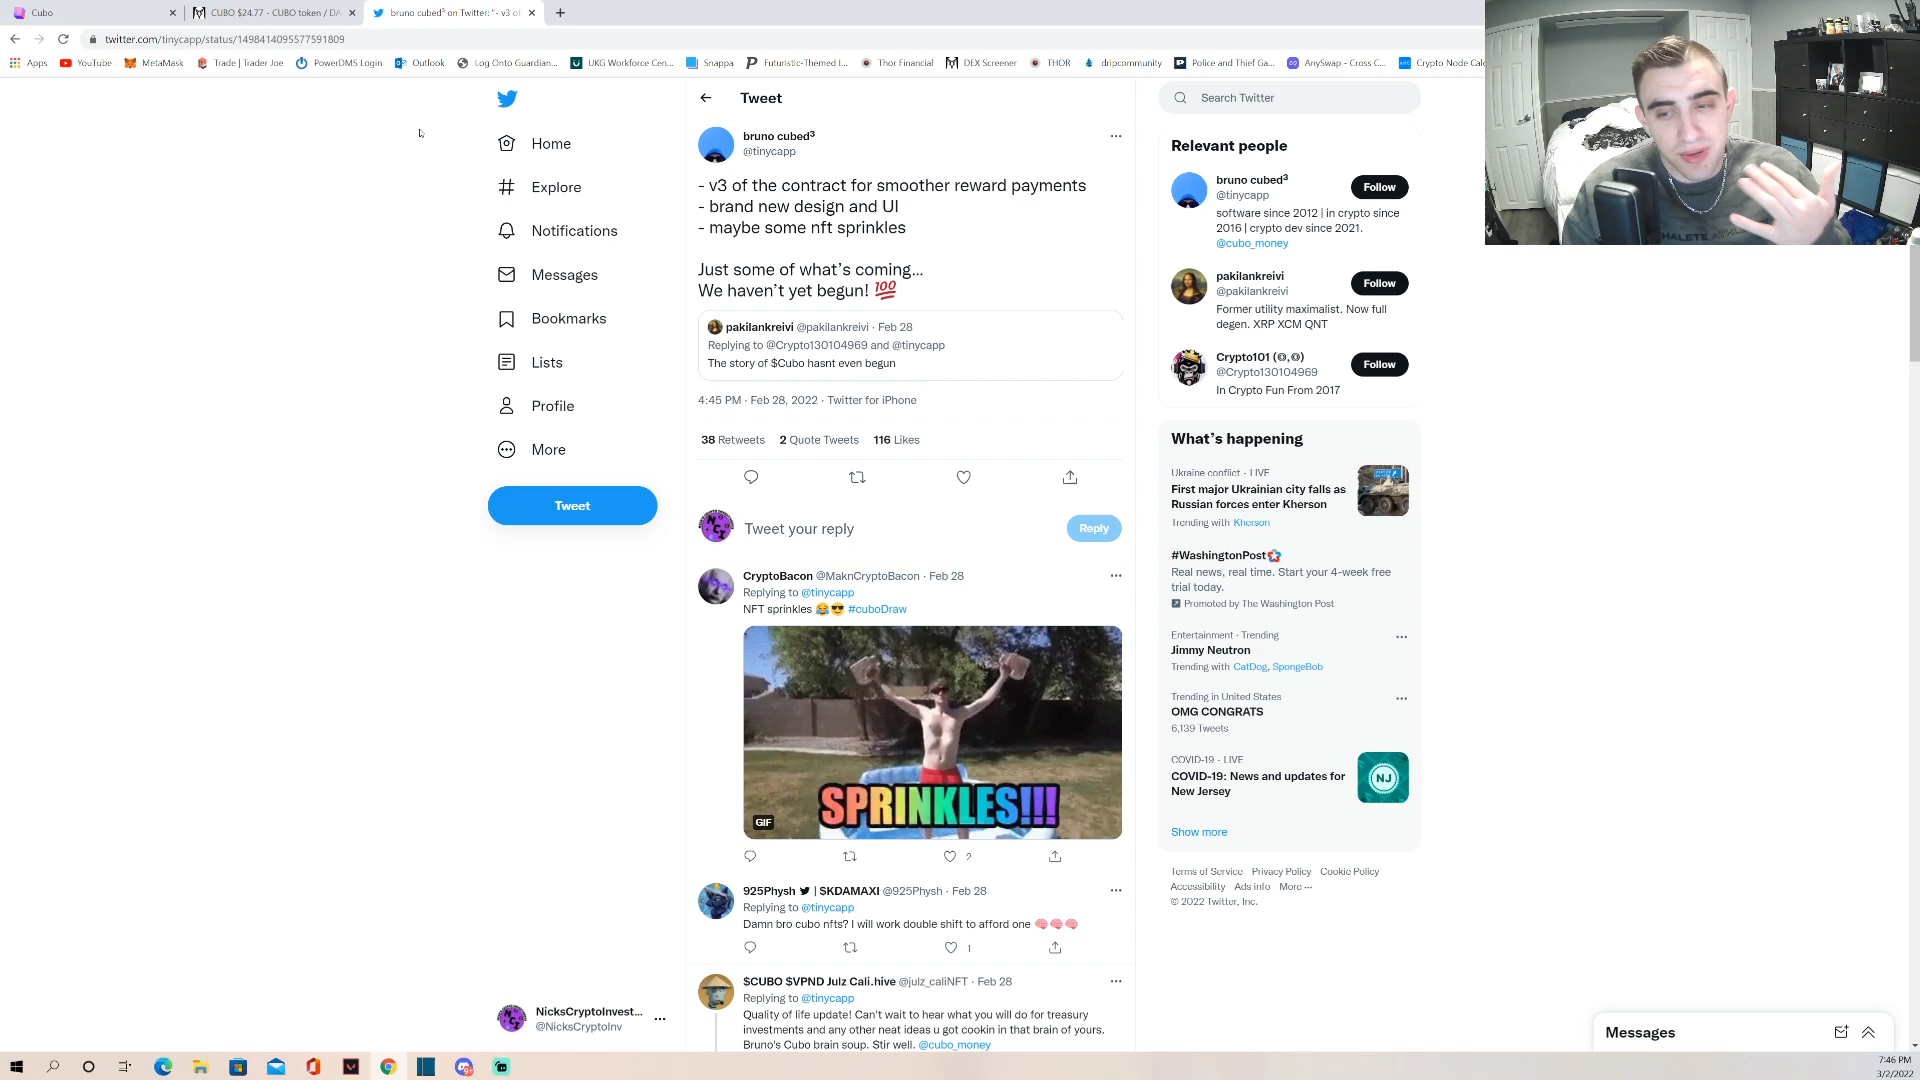 Cubo
CUBO $24.77 - CUBO token / DA
bruno cubed³ on Twitter: "- v3 of
twitter.com/tinycapp/status/1498414095577591809
Apps
YouTube
MetaMask
Trade | Trader Joe
PowerDMS Login
Outlook
Log Onto Guardian...
UKG Workforce Cen...
Snappa
Futuristic-Themed I...
Thor Financial
DEX Screener
THOR
dripcommunity
Police and Thief Ga...
AnySwap - Cross C...
Crypto Node Calc
Home
Explore
Notifications
Messages
Bookmarks
Lists
Profile
More
Tweet
NicksCryptoInvest...
@NicksCryptoInv
Tweet
bruno cubed³
@tinycapp
- v3 of the contract for smoother reward payments
- brand new design and UI
- maybe some nft sprinkles
Just some of what's coming...
We haven't yet begun! 💯
pakilankreivi @pakilankreivi · Feb 28
Replying to @Crypto130104969 and @tinycapp
The story of $Cubo hasnt even begun
4:45 PM · Feb 28, 2022 · Twitter for iPhone
38 Retweets 2 Quote Tweets 116 Likes
Tweet your reply
Reply
CryptoBacon @MaknCryptoBacon · Feb 28
Replying to @tinycapp
NFT sprinkles 😂😎 #cuboDraw
SPRINKLES!!!
GIF
2
925Physh | $KDAMAXI @925Physh · Feb 28
Replying to @tinycapp
Damn bro cubo nfts? I will work double shift to afford one 🧠🧠🧠
1
$CUBO $VPND Julz Cali.hive @julz_caliNFT · Feb 28
Replying to @tinycapp
Quality of life update! Can't wait to hear what you will do for treasury
investments and any other neat ideas u got cookin in that brain of yours.
Bruno's Cubo brain soup. Stir well. @cubo_money
Search Twitter
Relevant people
bruno cubed³
@tinycapp
Follow
software since 2012 | in crypto since
2016 | crypto dev since 2021.
@cubo_money
pakilankreivi
@pakilankreivi
Follow
Former utility maximalist. Now full
degen. XRP XCM QNT
Crypto101 (◎,◎)
@Crypto130104969
Follow
In Crypto Fun From 2017
What's happening
Ukraine conflict · LIVE
First major Ukrainian city falls as
Russian forces enter Kherson
Trending with Kherson
#WashingtonPost
Real news, real time. Start your 4-week free
trial today.
Promoted by The Washington Post
Entertainment · Trending
Jimmy Neutron
Trending with CatDog, SpongeBob
Trending in United States
OMG CONGRATS
6,139 Tweets
COVID-19 · LIVE
COVID-19: News and updates for
New Jersey
NJ
Show more
Terms of Service Privacy Policy Cookie Policy
Accessibility Ads info More ···
© 2022 Twitter, Inc.
Messages
7:46 PM
3/2/2022